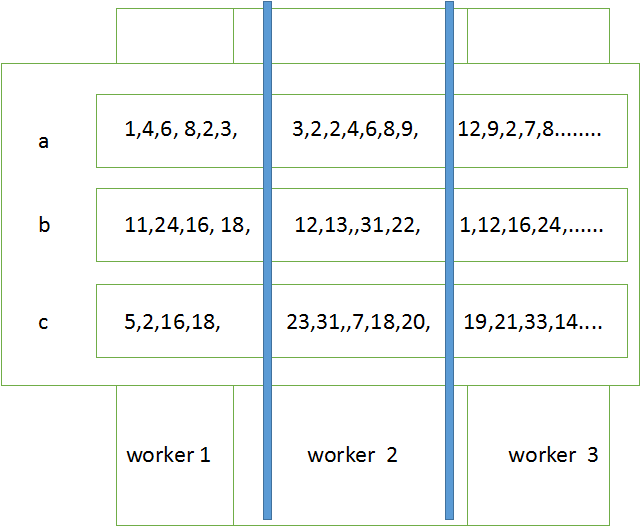 a 1,4,6, 8,2,3, 3,2,2,4,6,8,9, 12,9,2,7,8........
b 11,24,16, 18, 12,13,,31,22, 1,12,16,24,......
c 5,2,16,18, 23,31,,7,18,20, 19,21,33,14....
worker 1 worker  2 worker  3